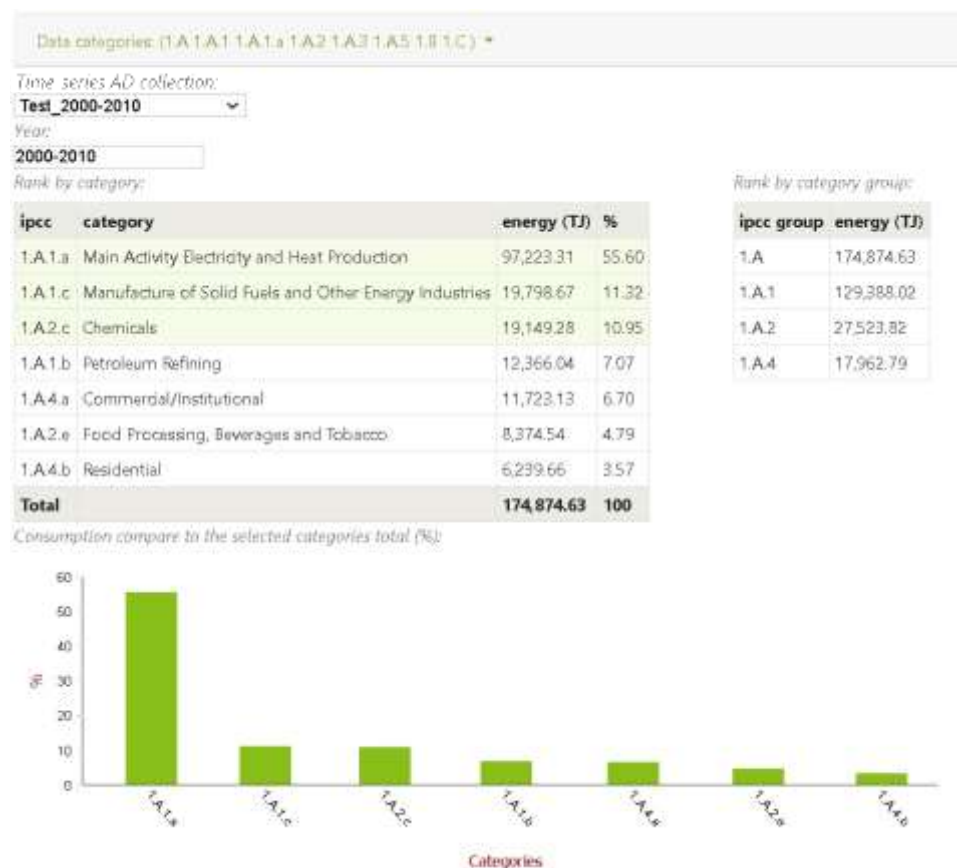 Data categories: (1.A 1.A.1 1.A.1.a 1.A.2 1.A.3 1.A.5 1.B 1.C )
Time series AD collection:
Test_2000-2010
Year:
2000-2010
Rank by category:
ipcc category energy (TJ) %
1.A.1.a Main Activity Electricity and Heat Production 97,223.31 55.60
1.A.1.c Manufacture of Solid Fuels and Other Energy Industries 19,798.67 11.32
1.A.2.c Chemicals 19,149.28 10.95
1.A.1.b Petroleum Refining 12,366.04 7.07
1.A.4.a Commercial/Institutional 11,723.13 6.70
1.A.2.e Food Processing, Beverages and Tobacco 8,374.54 4.79
1.A.4.b Residential 6,239.66 3.57
Total 174,874.63 100
Rank by category group:
ipcc group energy (TJ)
1.A 174,874.63
1.A.1 129,388.02
1.A.2 27,523.82
1.A.4 17,962.79
Consumption compare to the selected categories total (%):
60
50
40
30
20
10
0
%
1.A.1.a
1.A.1.c
1.A.2.c
1.A.1.b
1.A.4.a
1.A.2.e
1.A.4.b
Categories